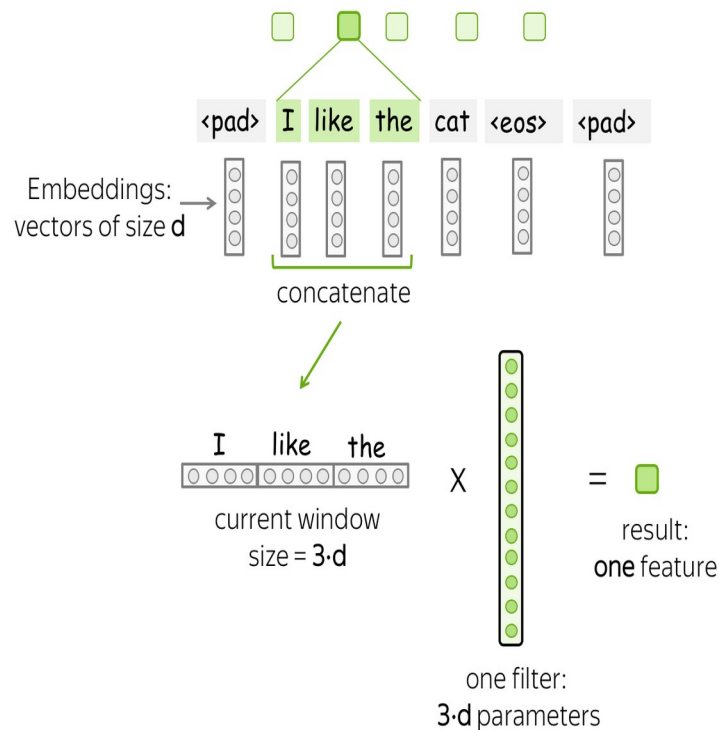 <pad> I like the cat <eos> <pad>
Embeddings:
vectors of size d
concatenate
I like the
X
=
current window
size = 3·d
result:
one feature
one filter:
3·d parameters